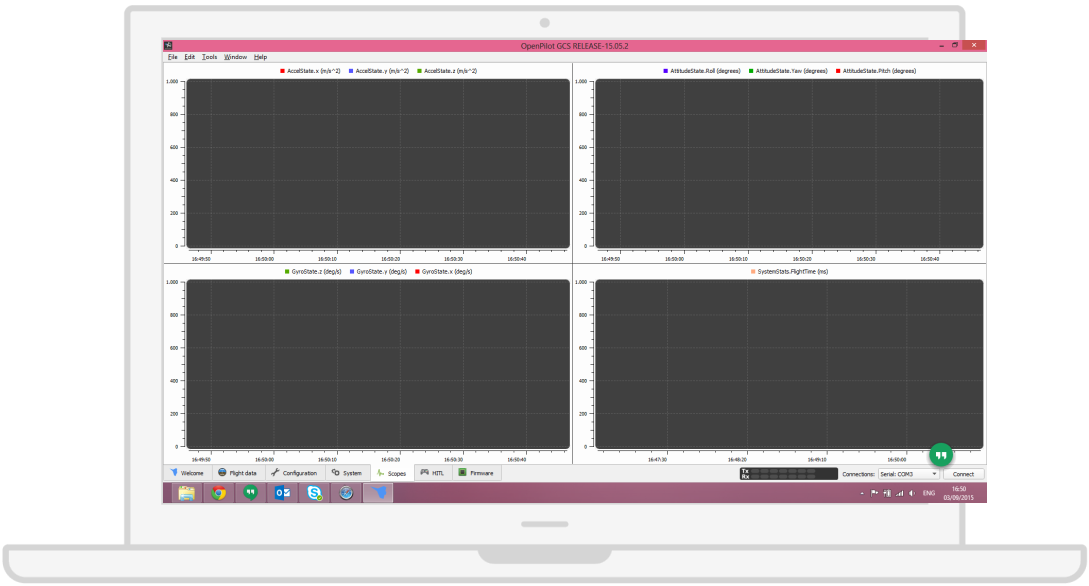 OpenPilot GCS RELEASE-15.05.2
File Edit Tools Window Help
AccelState.x (m/s^2) AccelState.y (m/s^2) AccelState.z (m/s^2)
1.000
800
600
400
200
0
16:49:50 16:50:00 16:50:10 16:50:20 16:50:30 16:50:40
AttitudeState.Roll (degrees) AttitudeState.Yaw (degrees) AttitudeState.Pitch (degrees)
1.000
800
600
400
200
0
16:49:50 16:50:00 16:50:10 16:50:20 16:50:30 16:50:40
GyroState.z (deg/s) GyroState.y (deg/s) GyroState.x (deg/s)
1.000
800
600
400
200
0
16:49:50 16:50:00 16:50:10 16:50:20 16:50:30 16:50:40
SystemStats.FlightTime (ms)
1.000
800
600
400
200
0
16:47:30 16:48:20 16:49:10 16:50:00
Welcome Flight data Configuration System Scopes HITL Firmware
Tx
Rx
Connections: Serial: COM3 Connect
ENG
16:50
03/09/2015